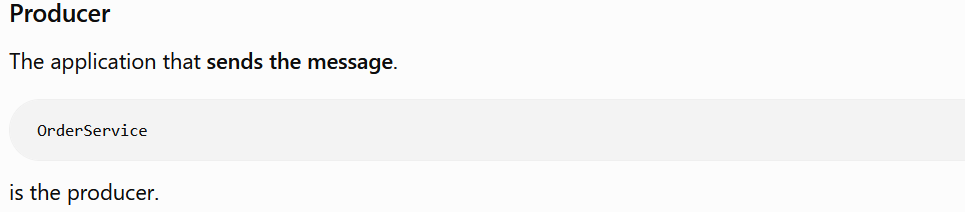 Producer
The application that sends the message.
OrderService
is the producer.